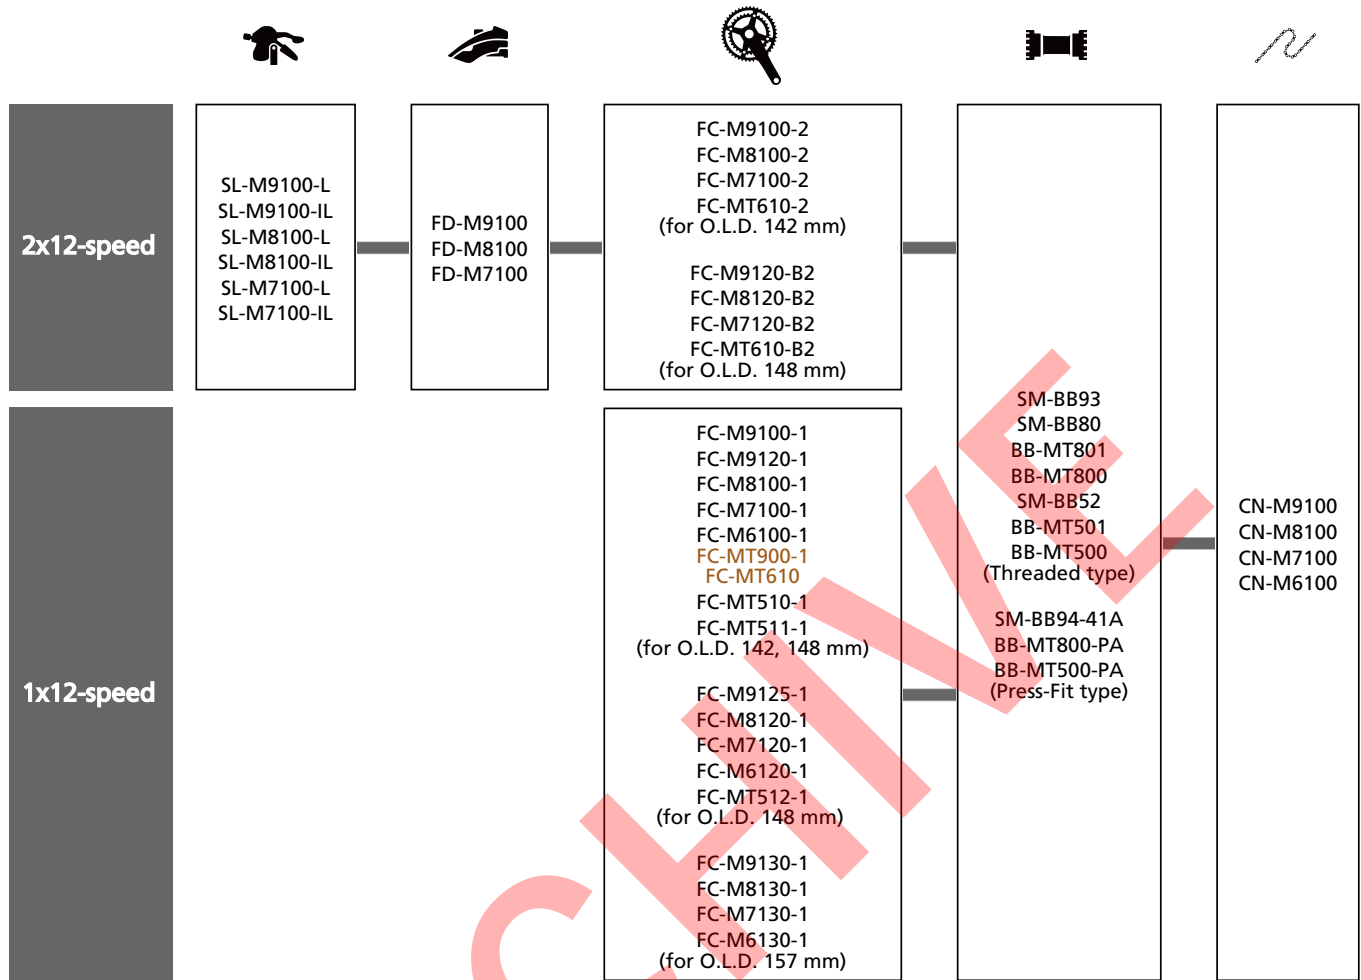 2x12-speed
SL-M9100-L
SL-M9100-IL
SL-M8100-L
SL-M8100-IL
SL-M7100-L
SL-M7100-IL
FD-M9100
FD-M8100
FD-M7100
FC-M9100-2
FC-M8100-2
FC-M7100-2
FC-MT610-2
(for O.L.D. 142 mm)
FC-M9120-B2
FC-M8120-B2
FC-M7120-B2
FC-MT610-B2
(for O.L.D. 148 mm)
1x12-speed
FC-M9100-1
FC-M9120-1
FC-M8100-1
FC-M7100-1
FC-M6100-1
FC-MT900-1
FC-MT610
FC-MT510-1
FC-MT511-1
(for O.L.D. 142, 148 mm)
FC-M9125-1
FC-M8120-1
FC-M7120-1
FC-M6120-1
FC-MT512-1
(for O.L.D. 148 mm)
FC-M9130-1
FC-M8130-1
FC-M7130-1
FC-M6130-1
(for O.L.D. 157 mm)
SM-BB93
SM-BB80
BB-MT801
BB-MT800
SM-BB52
BB-MT501
BB-MT500
(Threaded type)
SM-BB94-41A
BB-MT800-PA
BB-MT500-PA
(Press-Fit type)
CN-M9100
CN-M8100
CN-M7100
CN-M6100
CHIVE